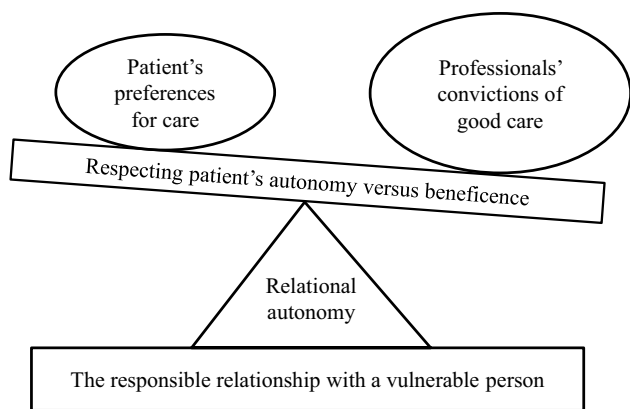 Patient’s
preferences
for care
Professionals’
convictions of
good care
Respecting patient’s autonomy versus beneficence
Relational
autonomy
The responsible relationship with a vulnerable person